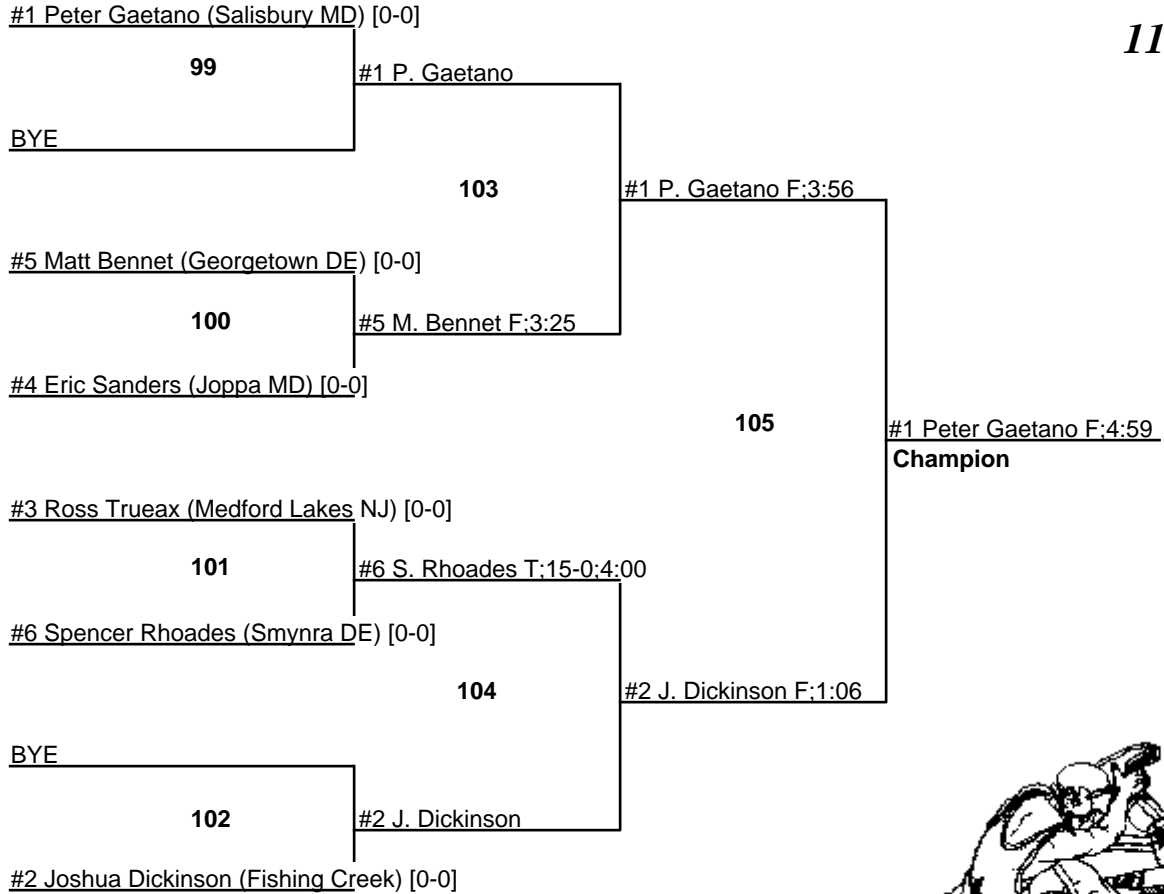 #1 Peter Gaetano (Salisbury MD) [0-0]
11
99
#1 P. Gaetano
BYE
103
#1 P. Gaetano F;3:56
#5 Matt Bennet (Georgetown DE) [0-0]
100
#5 M. Bennet F;3:25
#4 Eric Sanders (Joppa MD) [0-0]
105
#1 Peter Gaetano F;4:59
Champion
#3 Ross Trueax (Medford Lakes NJ) [0-0]
101
#6 S. Rhoades T;15-0;4:00
#6 Spencer Rhoades (Smynra DE) [0-0]
104
#2 J. Dickinson F;1:06
BYE
102
#2 J. Dickinson
#2 Joshua Dickinson (Fishing Creek) [0-0]